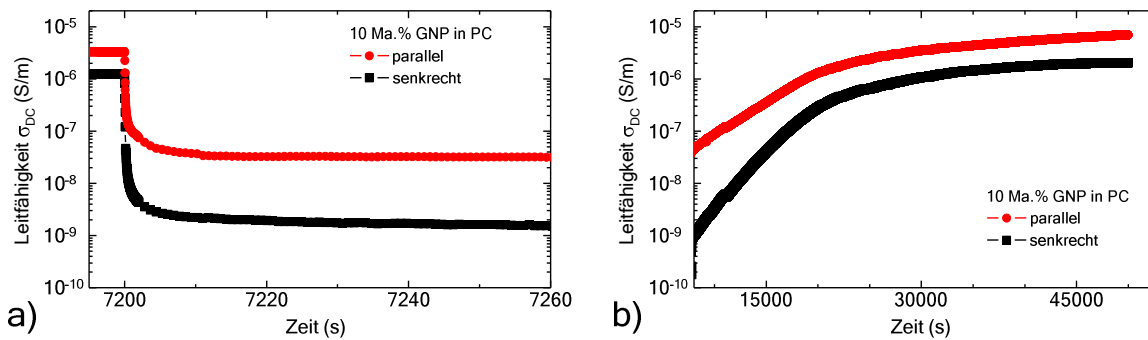 10⁻⁵
10⁻⁶
10⁻⁷
10⁻⁸
10⁻⁹
10⁻¹⁰
Leitfähigkeit σDC (S/m)
10 Ma.% GNP in PC
parallel
senkrecht
7200 7220 7240 7260
Zeit (s)
a)
10⁻⁵
10⁻⁶
10⁻⁷
10⁻⁸
10⁻⁹
10⁻¹⁰
Leitfähigkeit σDC (S/m)
10 Ma.% GNP in PC
parallel
senkrecht
15000 30000 45000
Zeit (s)
b)